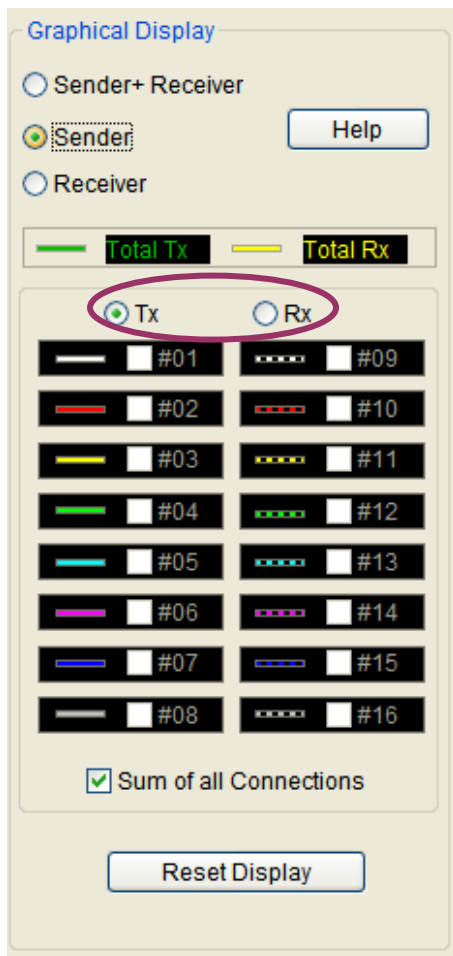 Graphical Display
Sender+ Receiver
Sender
Help
Receiver
Total Tx Total Rx
Tx Rx
#01 #09
#02 #10
#03 #11
#04 #12
#05 #13
#06 #14
#07 #15
#08 #16
Sum of all Connections
Reset Display